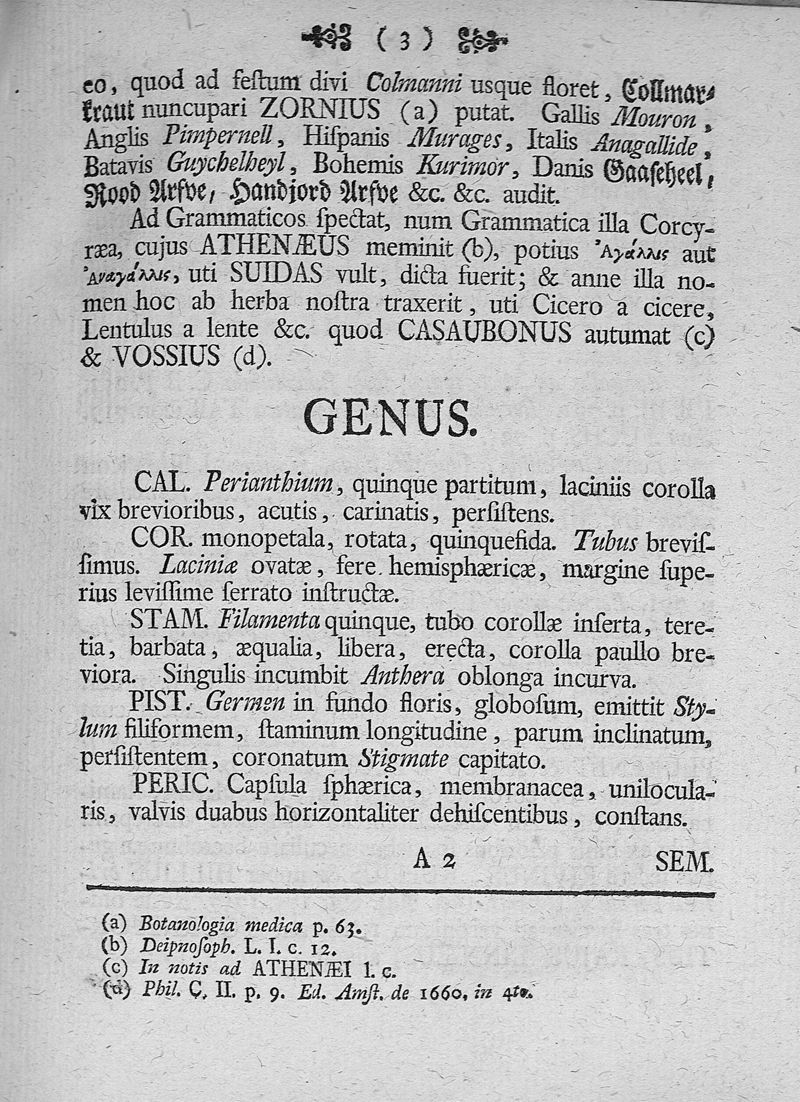 ( 3 )
eo, quod ad feſtum divi Colmanni usque floret, Collmar-
kraut nuncupari ZORNIUS (a) putat. Gallis Mouron,
Anglis Pimpernell, Hiſpanis Murages, Italis Anagallide,
Batavis Guychelheyl, Bohemis Kurimor, Danis Gaaſeheel,
Rood Arfve, Handjord Arfve &c. &c. audit.
Ad Grammaticos ſpectat, num Grammatica illa Corcy-
ræa, cujus ATHENÆUS meminit (b), potius Ἀγάλλις aut
Ἀναγάλλις, uti SUIDAS vult, dicta fuerit; & anne illa no-
men hoc ab herba noſtra traxerit, uti Cicero a cicere,
Lentulus a lente &c. quod CASAUBONUS autumat (c)
& VOSSIUS (d).
GENUS.
CAL. Perianthium, quinque partitum, laciniis corolla
vix brevioribus, acutis, carinatis, perſiſtens.
COR. monopetala, rotata, quinquefida. Tubus breviſ-
ſimus. Laciniæ ovatæ, fere hemisphæricæ, margine ſupe-
rius leviſſime ſerrato inſtructæ.
STAM. Filamenta quinque, tubo corollæ inſerta, tere-
tia, barbata, æqualia, libera, erecta, corolla paullo bre-
viora. Singulis incumbit Anthera oblonga incurva.
PIST. Germen in fundo floris, globoſum, emittit Sty-
lum filiformem, ſtaminum longitudine, parum inclinatum,
perſiſtentem, coronatum Stigmate capitato.
PERIC. Capſula ſphærica, membranacea, unilocula-
ris, valvis duabus horizontaliter dehiſcentibus, conſtans.
A 2 SEM.
(a) Botanologia medica p. 63.
(b) Deipnoſoph. L. I. c. 12.
(c) In notis ad ATHENÆI l. c.
(d) Phil. C. II. p. 9. Ed. Amſt. de 1660, in 4to.